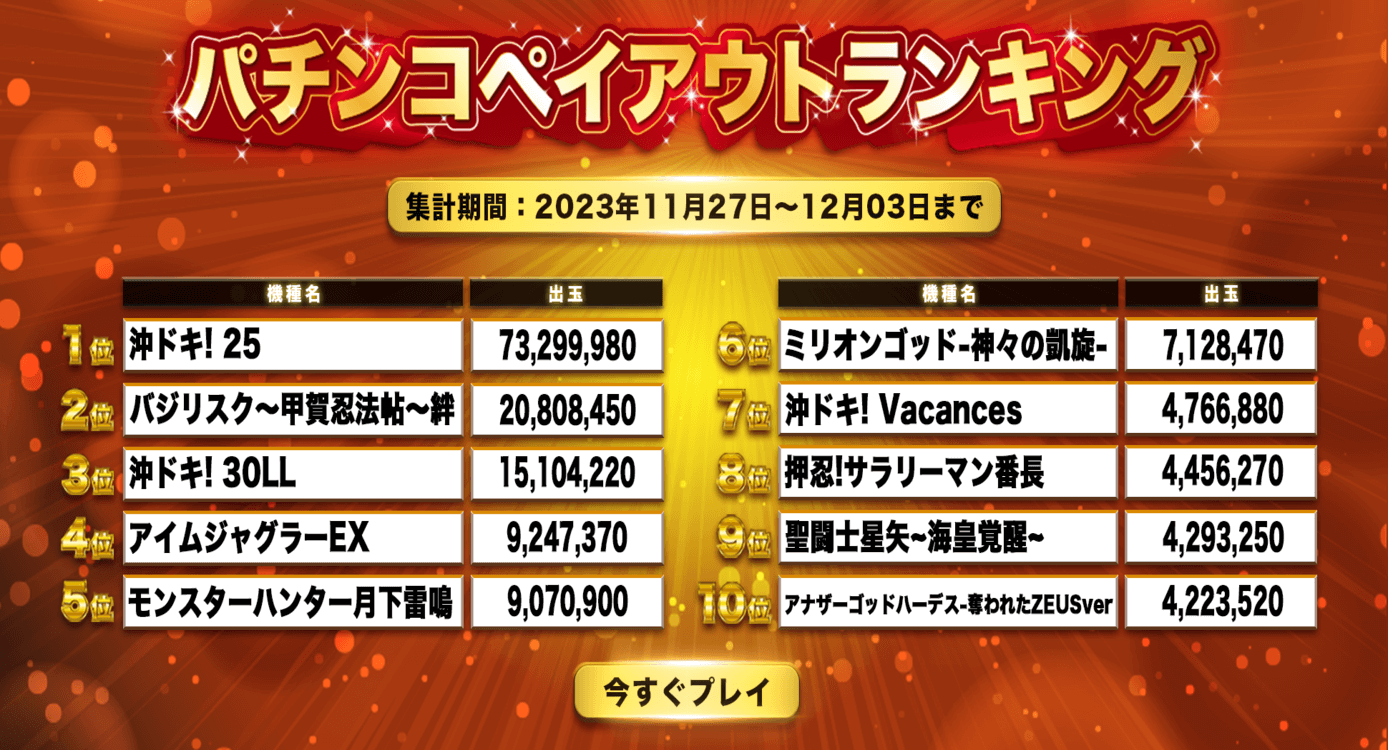 パチンコペイアウトランキング
集計期間：2023年11月27日～12月03日まで
機種名 出玉
1位 沖ドキ! 25 73,299,980
2位 バジリスク～甲賀忍法帖～絆 20,808,450
3位 沖ドキ! 30LL 15,104,220
4位 アイムジャグラーEX 9,247,370
5位 モンスターハンター月下雷鳴 9,070,900
機種名 出玉
6位 ミリオンゴッド-神々の凱旋- 7,128,470
7位 沖ドキ! Vacances 4,766,880
8位 押忍!サラリーマン番長 4,456,270
9位 聖闘士星矢~海皇覚醒~ 4,293,250
10位 アナザーゴッドハーデス-奪われたZEUSver 4,223,520
今すぐプレイ